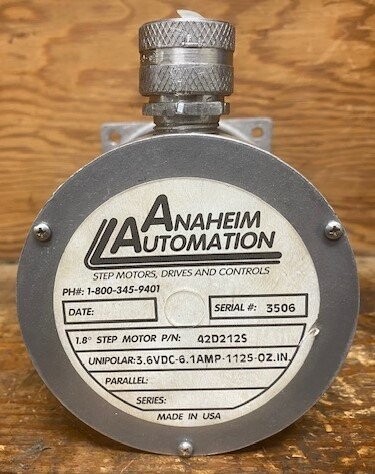 ANAHEIM
AUTOMATION
STEP MOTORS, DRIVES AND CONTROLS
PH#: 1-800-345-9401
DATE:
SERIAL #: 3506
1.8° STEP MOTOR P/N: 42D212S
UNIPOLAR:3.6VDC-6.1AMP-1125-OZ.IN.
PARALLEL:
SERIES:
MADE IN USA